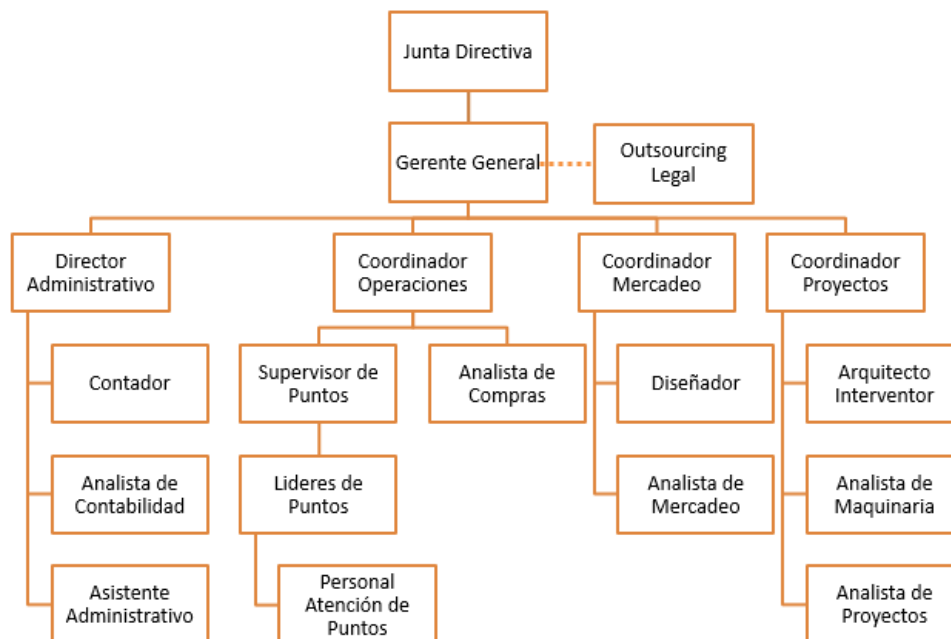 Junta Directiva
Gerente General
Outsourcing
Legal
Director
Administrativo
Coordinador
Operaciones
Coordinador
Mercadeo
Coordinador
Proyectos
Contador
Supervisor de
Puntos
Analista de
Compras
Diseñador
Arquitecto
Interventor
Analista de
Contabilidad
Lideres de
Puntos
Analista de
Mercadeo
Analista de
Maquinaria
Asistente
Administrativo
Personal
Atención de
Puntos
Analista de
Proyectos